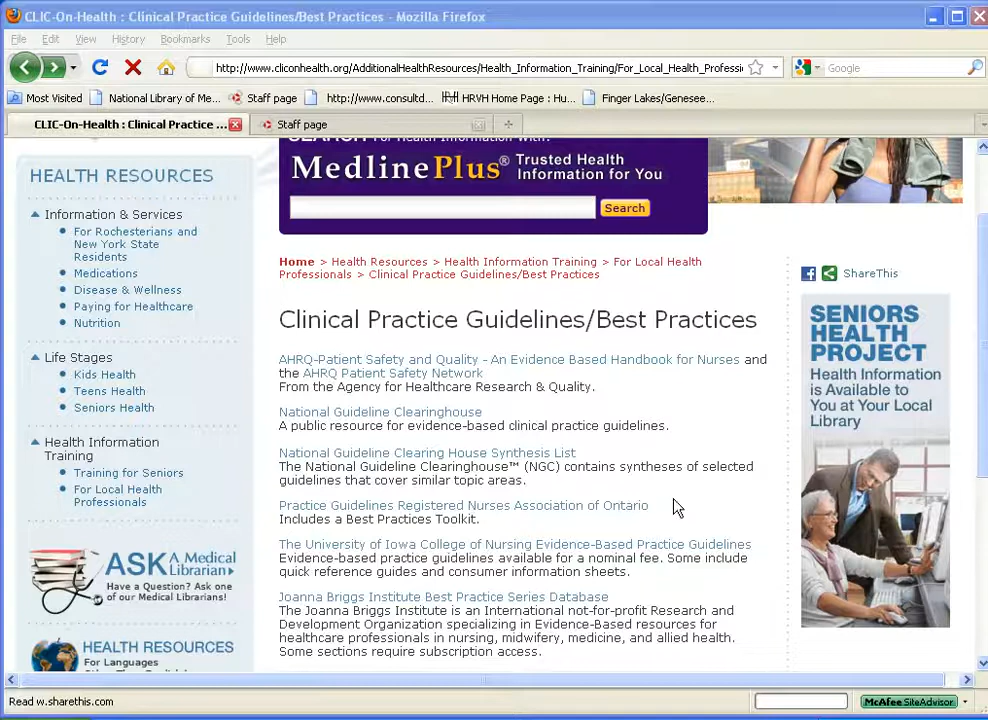 CLIC-On-Health : Clinical Practice Guidelines/Best Practices - Mozilla Firefox
File Edit View History Bookmarks Tools Help
http://www.cliconhealth.org/AdditionalHealthResources/Health_Information_Training/For_Local_Health_Professi
Google
Most Visited National Library of Me... Staff page http://www.consultd... HRVH Home Page : Hu... Finger Lakes/Genesee...
CLIC-On-Health : Clinical Practice ... Staff page
MedlinePlus® Trusted Health
Information for You
Search
HEALTH RESOURCES
Information & Services
For Rochesterians and
New York State
Residents
Medications
Disease & Wellness
Paying for Healthcare
Nutrition
Life Stages
Kids Health
Teens Health
Seniors Health
Health Information
Training
Training for Seniors
For Local Health
Professionals
ASK A Medical
Librarian
Have a Question? Ask one
of our Medical Librarians!
HEALTH RESOURCES
For Languages
Home > Health Resources > Health Information Training > For Local Health
Professionals > Clinical Practice Guidelines/Best Practices
Clinical Practice Guidelines/Best Practices
AHRQ-Patient Safety and Quality - An Evidence Based Handbook for Nurses and
the AHRQ Patient Safety Network
From the Agency for Healthcare Research & Quality.
National Guideline Clearinghouse
A public resource for evidence-based clinical practice guidelines.
National Guideline Clearing House Synthesis List
The National Guideline Clearinghouse™ (NGC) contains syntheses of selected
guidelines that cover similar topic areas.
Practice Guidelines Registered Nurses Association of Ontario
Includes a Best Practices Toolkit.
The University of Iowa College of Nursing Evidence-Based Practice Guidelines
Evidence-based practice guidelines available for a nominal fee. Some include
quick reference guides and consumer information sheets.
Joanna Briggs Institute Best Practice Series Database
The Joanna Briggs Institute is an International not-for-profit Research and
Development Organization specializing in Evidence-Based resources for
healthcare professionals in nursing, midwifery, medicine, and allied health.
Some sections require subscription access.
ShareThis
SENIORS
HEALTH
PROJECT
Health Information
is Available to
You at Your Local
Library
Read w.sharethis.com
McAfee SiteAdvisor